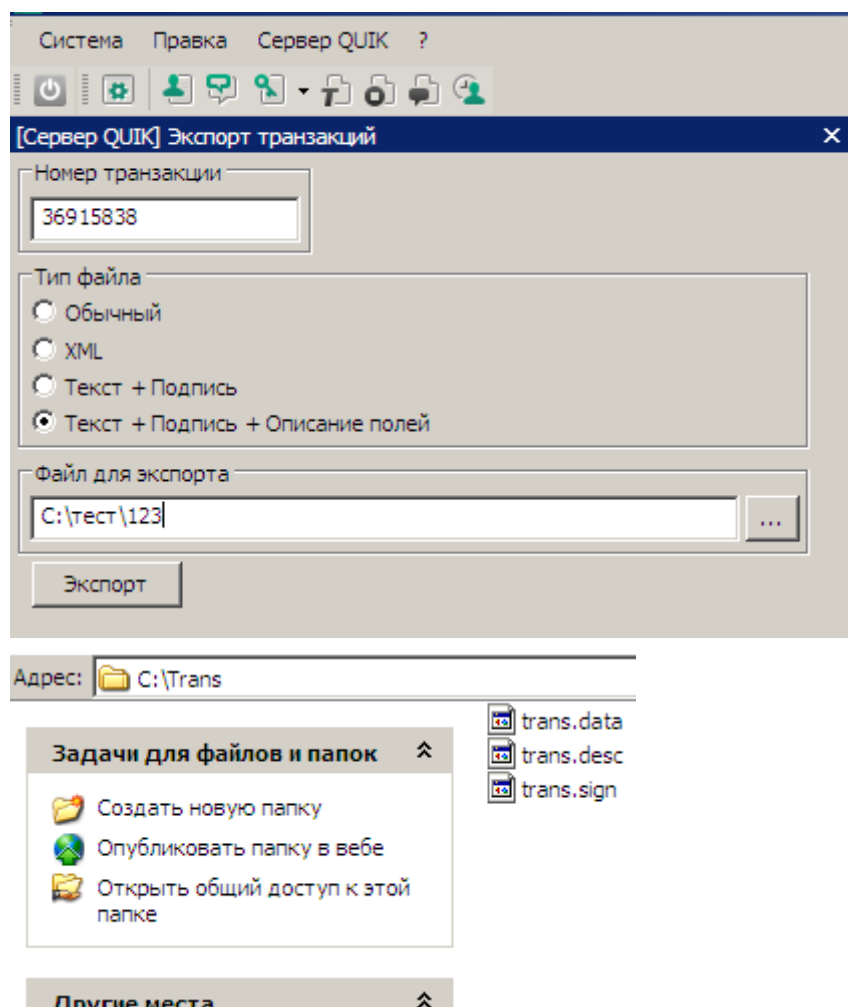 Система Правка Сервер QUIK ?
[Сервер QUIK] Экспорт транзакций
Номер транзакции
36915838
Тип файла
Обычный
XML
Текст + Подпись
Текст + Подпись + Описание полей
Файл для экспорта
C:\тест\123
...
Экспорт
Адрес: C:\Trans
trans.data
trans.desc
trans.sign
Задачи для файлов и папок
Создать новую папку
Опубликовать папку в вебе
Открыть общий доступ к этой
папке
Другие места